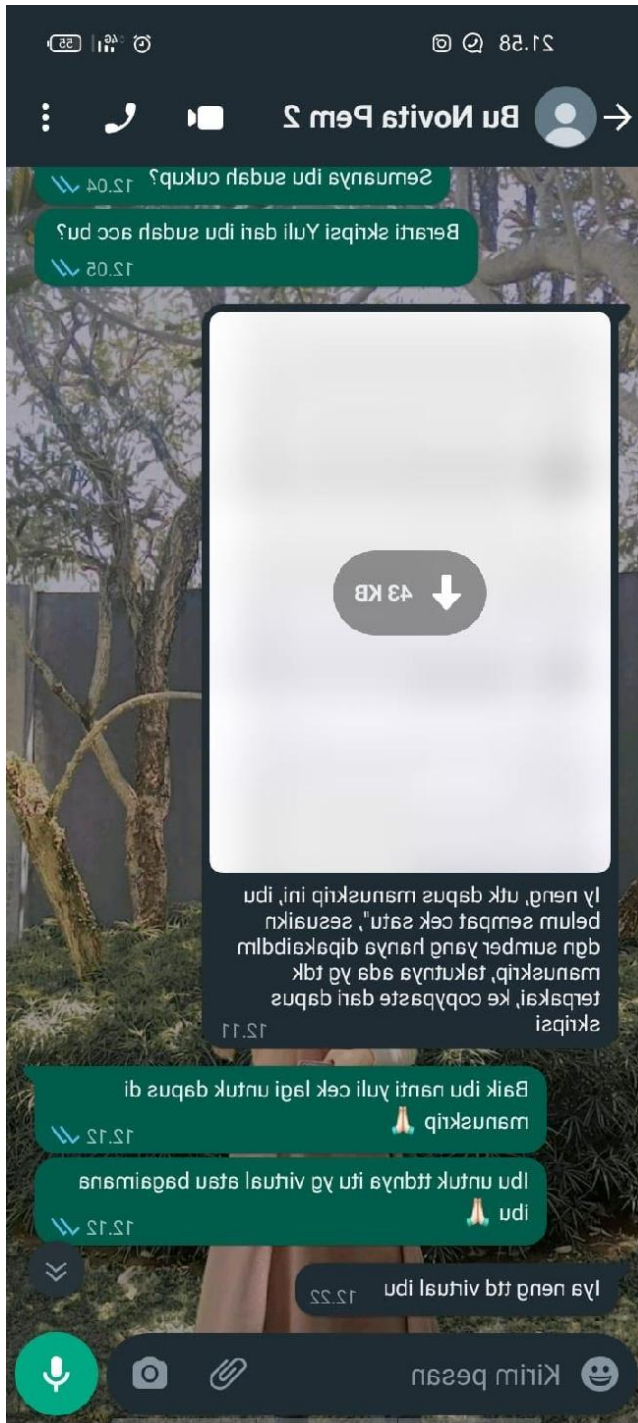 21.58
46
55
Bu Novita Pem 2
Semuanya ibu sudah cukup? 12.04
Berarti skripsi Yuli dari ibu sudah acc bu?
12.05
43 KB
Iy neng, utk dapus manuskrip ini, ibu
belum sempat cek satu", sesuaikn
dgn sumber yang hanya dipakaibdlm
manuskrip, takutnya ada yg tdk
terpakai, ke copypaste dari dapus
skripsi
12.11
Baik ibu nanti yuli cek lagi untuk dapus di
manuskrip 🙏🏻
12.12
Ibu untuk ttdnya itu yg virtual atau bagaimana
ibu 🙏🏻
12.12
Iya neng ttd virtual ibu 12.22
Kirim pesan